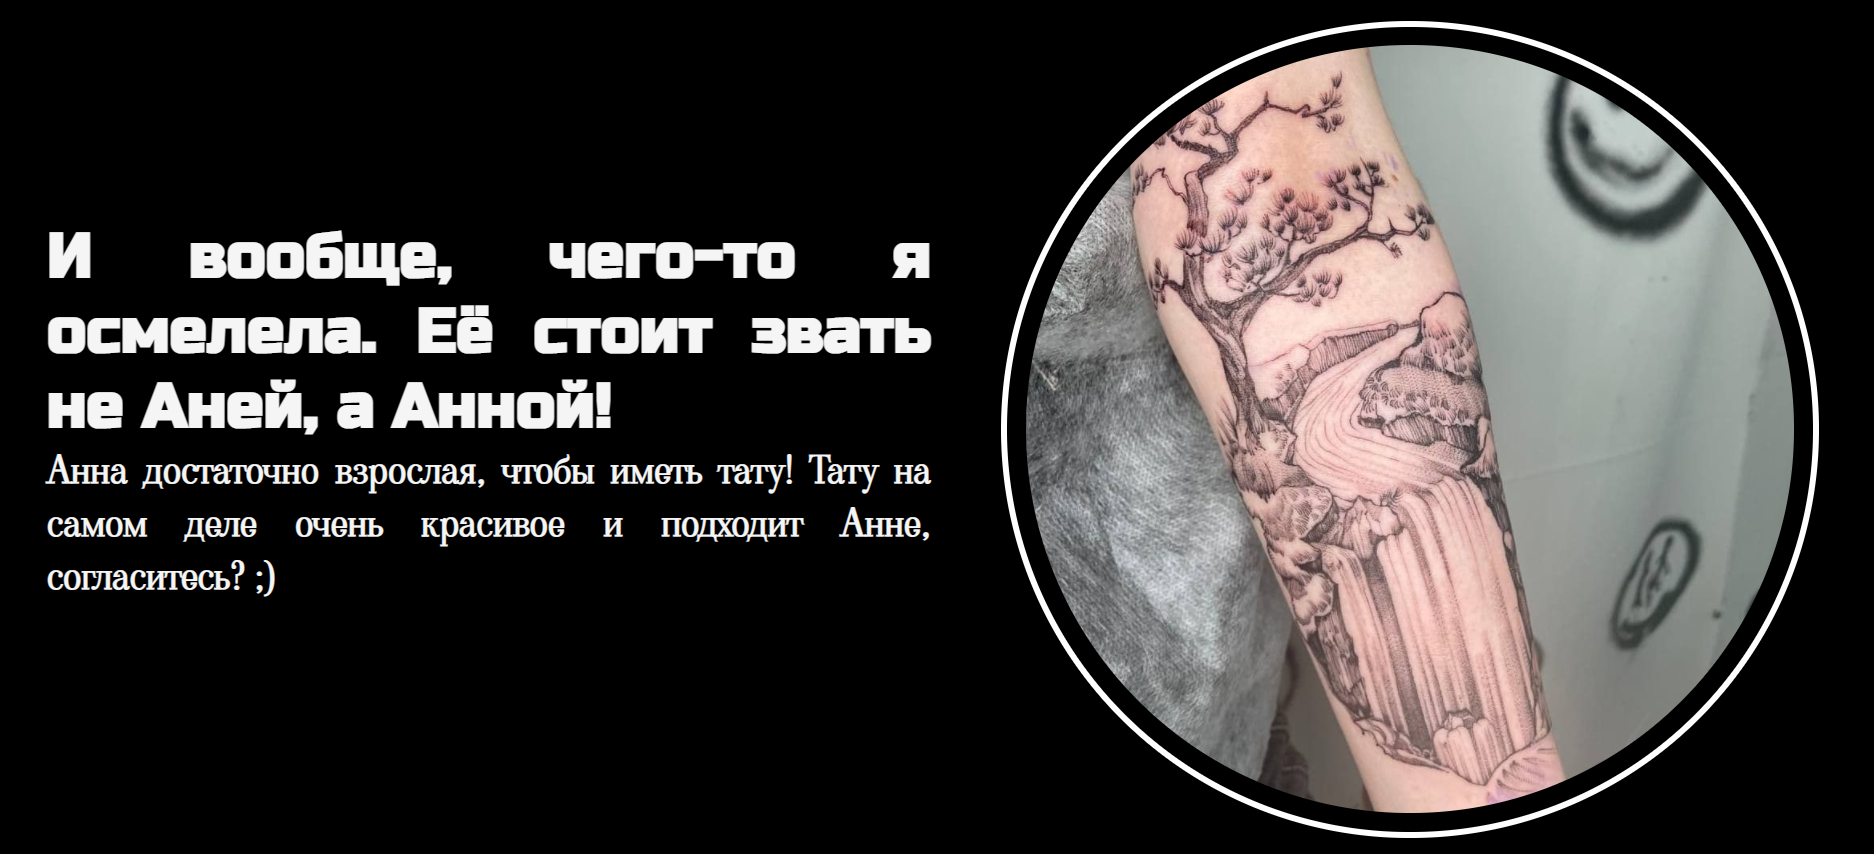 И вообще, чего-то я
осмелела. Её стоит звать
не Аней, а Анной!
Анна достаточно взрослая, чтобы иметь тату! Тату на
самом деле очень красивое и подходит Анне,
согласитесь? ;)